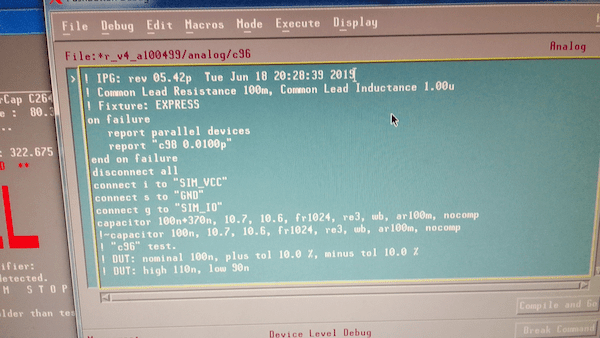 File Debug Edit Macros Mode Execute Display
File:*r_v4_a100499/analog/c96 Analog
> ! IPG: rev 05.42p Tue Jun 18 20:28:39 2019
! Common Lead Resistance 100m, Common Lead Inductance 1.00u
! Fixture: EXPRESS
on failure
report parallel devices
report "c98 0.0100p"
end on failure
disconnect all
connect i to "SIM_VCC"
connect s to "GND"
connect g to "SIM_IO"
capacitor 100n+370n, 10.7, 10.6, fr1024, re3, wb, ar100m, nocomp
!-capacitor 100n, 10.7, 10.6, fr1024, re3, wb, ar100m, nocomp
! "c96" test.
! DUT: nominal 100n, plus tol 10.0 %, minus tol 10.0 %
! DUT: high 110n, low 90n
Compile and Go
Device Level Debug
Break Command
rCap C264
: 80.3
: 322.675
D **
L
ifier:
detected.
M S T O P
older than tes